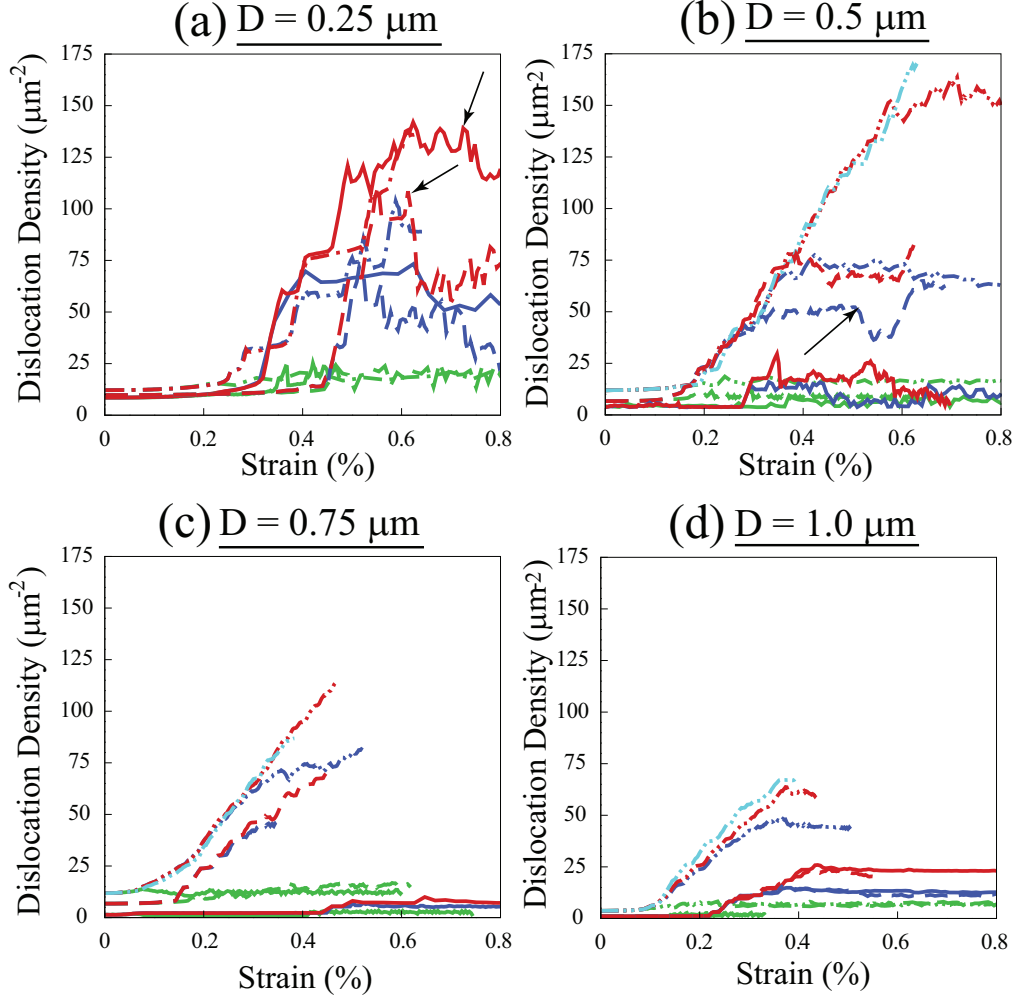 (a) D = 0.25 μm
Dislocation Density (μm-2)
175
150
125
100
75
50
25
0
0 0.2 0.4 0.6 0.8
Strain (%)
(b) D = 0.5 μm
Dislocation Density (μm-2)
175
150
125
100
75
50
25
0
0 0.2 0.4 0.6 0.8
Strain (%)
(c) D = 0.75 μm
Dislocation Density (μm-2)
175
150
125
100
75
50
25
0
0 0.2 0.4 0.6 0.8
Strain (%)
(d) D = 1.0 μm
Dislocation Density (μm-2)
175
150
125
100
75
50
25
0
0 0.2 0.4 0.6 0.8
Strain (%)